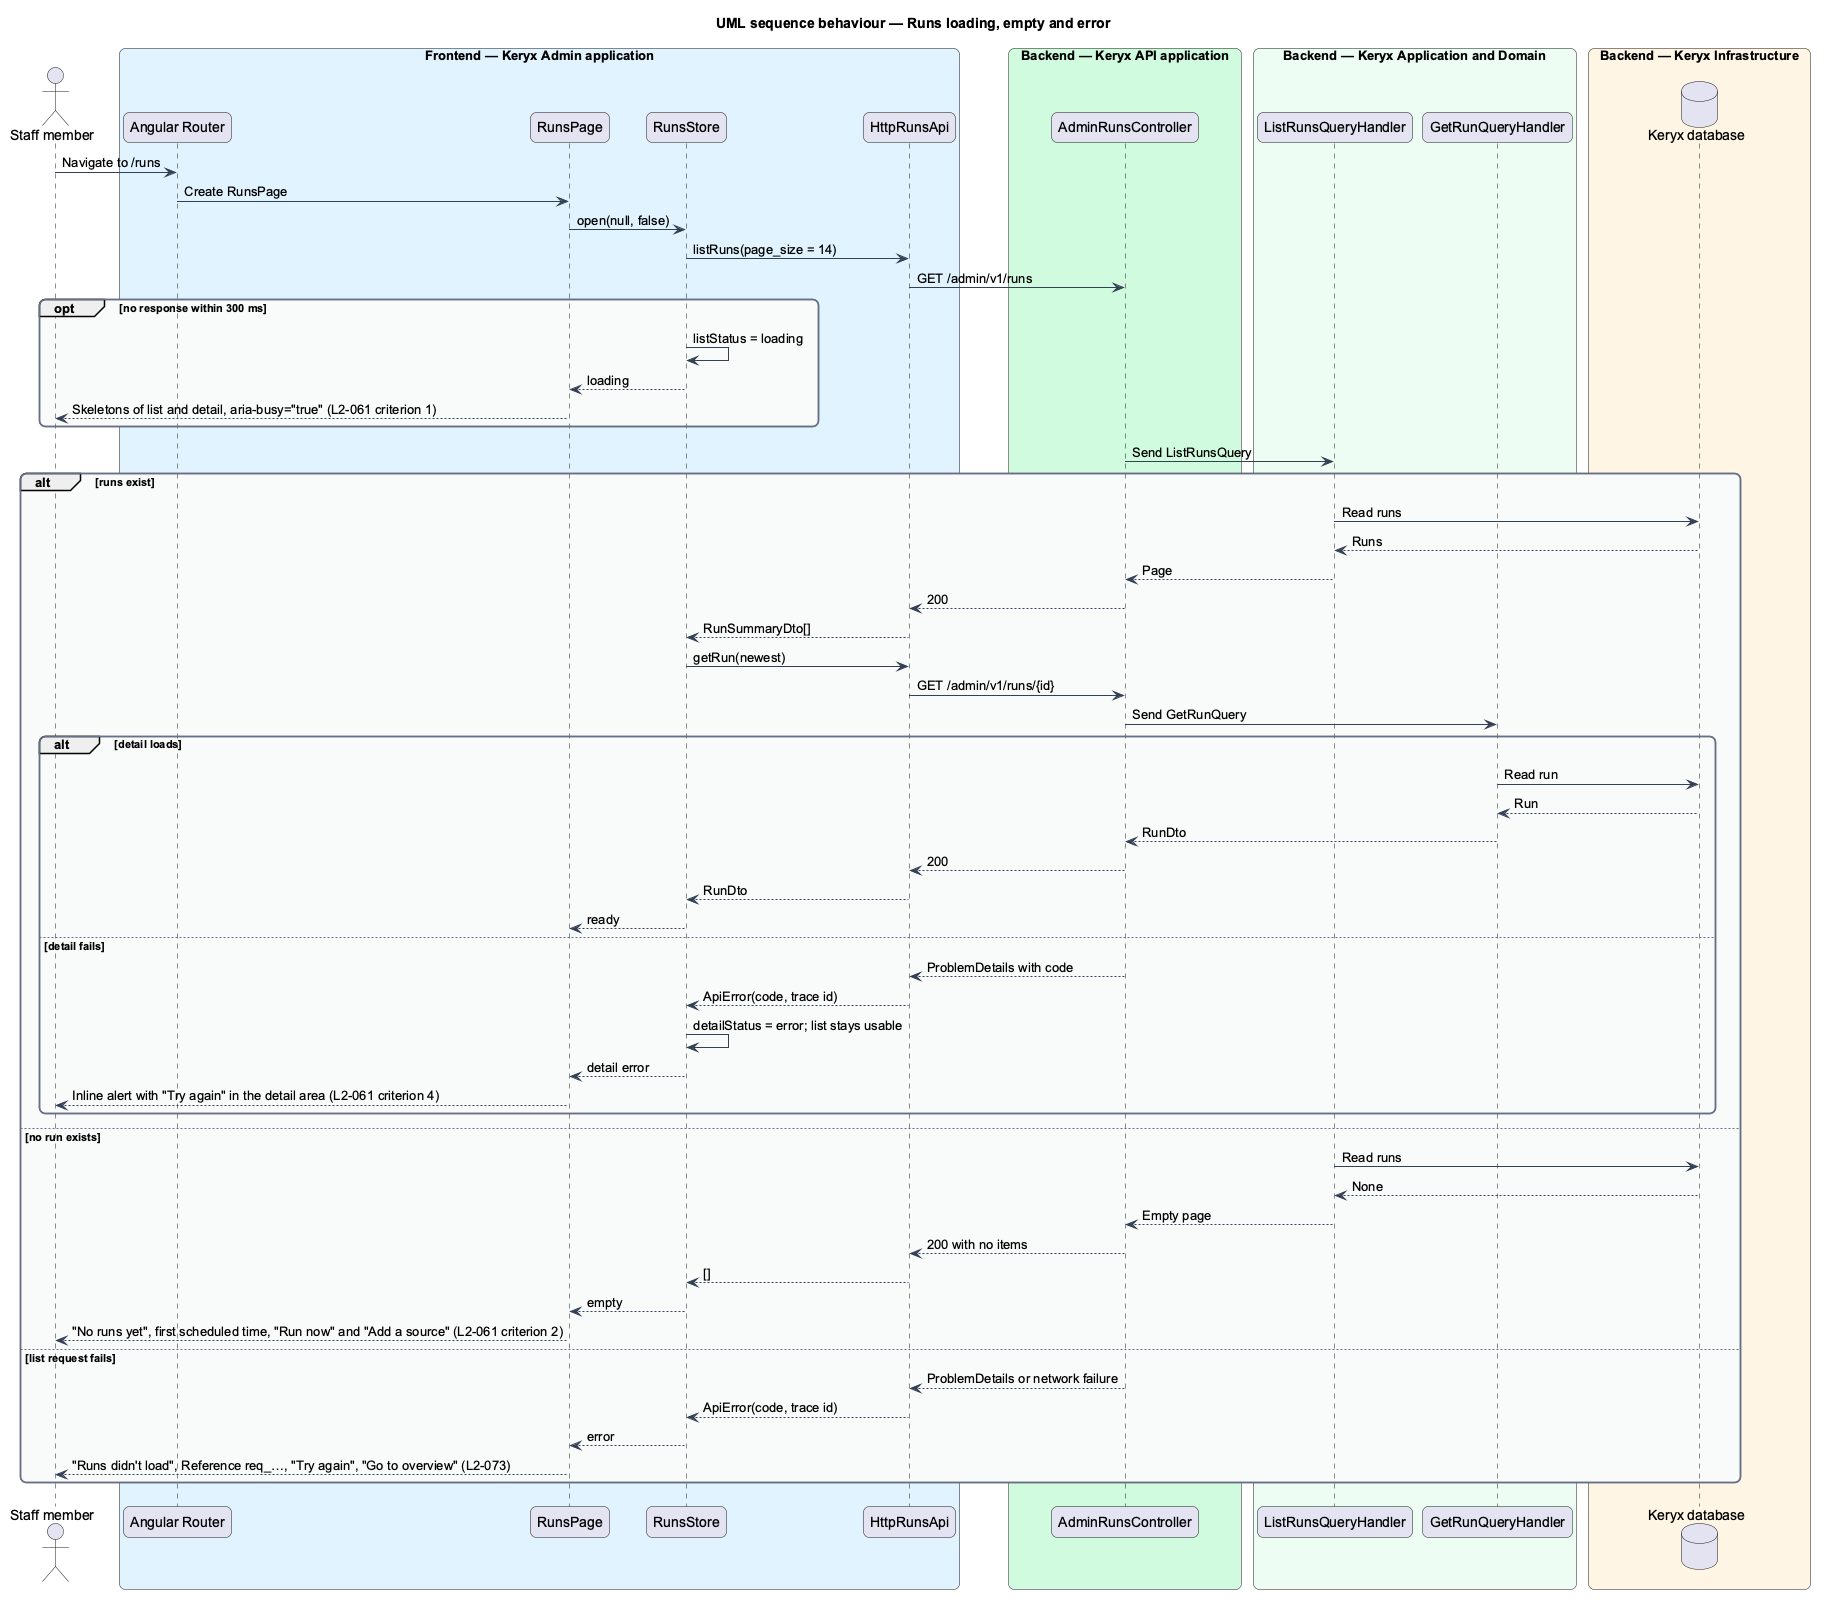 UML sequence behaviour — Runs loading, empty and error
Frontend — Keryx Admin application
Backend — Keryx API application
Backend — Keryx Application and Domain
Backend — Keryx Infrastructure
Staff member
Angular Router
RunsPage
RunsStore
HttpRunsApi
AdminRunsController
ListRunsQueryHandler
GetRunQueryHandler
Keryx database
Navigate to /runs
Create RunsPage
open(null, false)
listRuns(page_size = 14)
GET /admin/v1/runs
opt [no response within 300 ms]
listStatus = loading
loading
Skeletons of list and detail, aria-busy="true" (L2-061 criterion 1)
Send ListRunsQuery
alt [runs exist]
Read runs
Runs
Page
200
RunSummaryDto[]
getRun(newest)
GET /admin/v1/runs/{id}
Send GetRunQuery
alt [detail loads]
Read run
Run
RunDto
200
RunDto
ready
[detail fails]
ProblemDetails with code
ApiError(code, trace id)
detailStatus = error; list stays usable
detail error
Inline alert with "Try again" in the detail area (L2-061 criterion 4)
[no run exists]
Read runs
None
Empty page
200 with no items
[]
empty
"No runs yet", first scheduled time, "Run now" and "Add a source" (L2-061 criterion 2)
[list request fails]
ProblemDetails or network failure
ApiError(code, trace id)
error
"Runs didn't load", Reference req_…, "Try again", "Go to overview" (L2-073)
Staff member
Angular Router
RunsPage
RunsStore
HttpRunsApi
AdminRunsController
ListRunsQueryHandler
GetRunQueryHandler
Keryx database